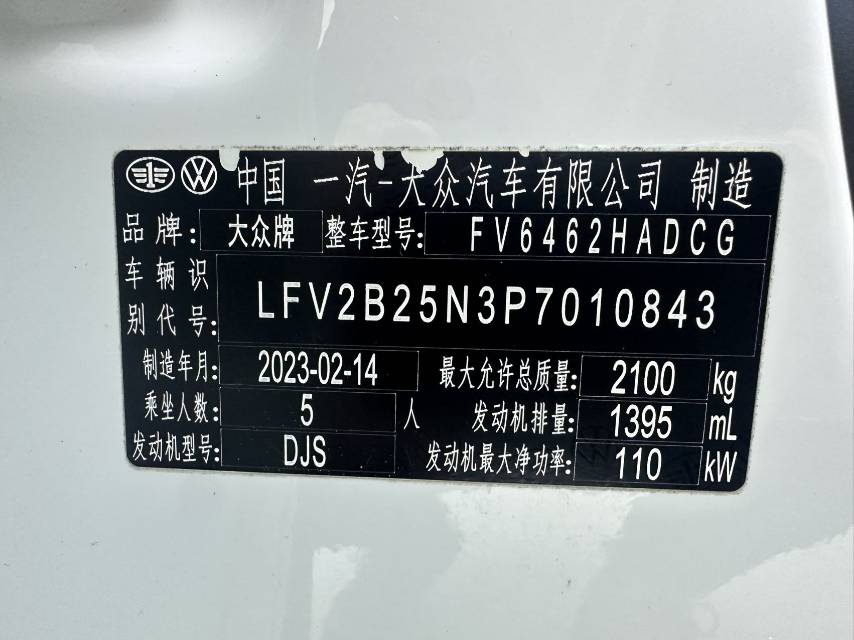 中国 一汽-大众汽车有限公司 制造
品牌: 大众牌 整车型号: FV6462HADCG
车辆识别代号: LFV2B25N3P7010843
制造年月: 2023-02-14 最大允许总质量: 2100 kg
乘坐人数: 5 人 发动机排量: 1395 mL
发动机型号: DJS 发动机最大净功率: 110 kW